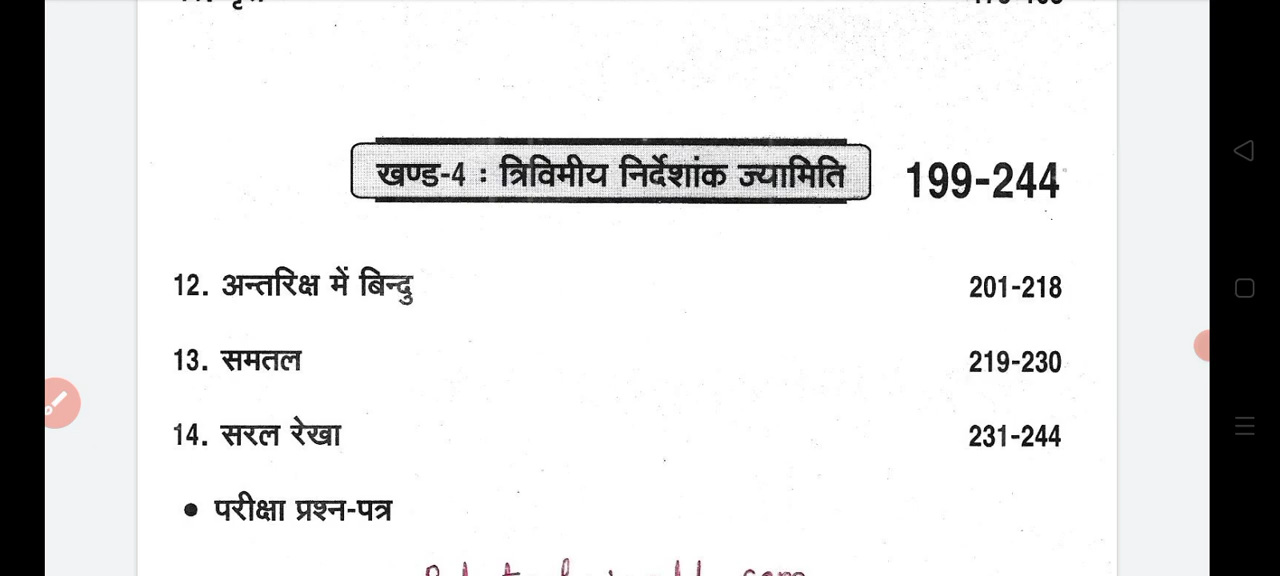 खण्ड-4 : त्रिविमीय निर्देशांक ज्यामिति 199-244
12. अन्तरिक्ष में बिन्दु 201-218
13. समतल 219-230
14. सरल रेखा 231-244
• परीक्षा प्रश्न-पत्र